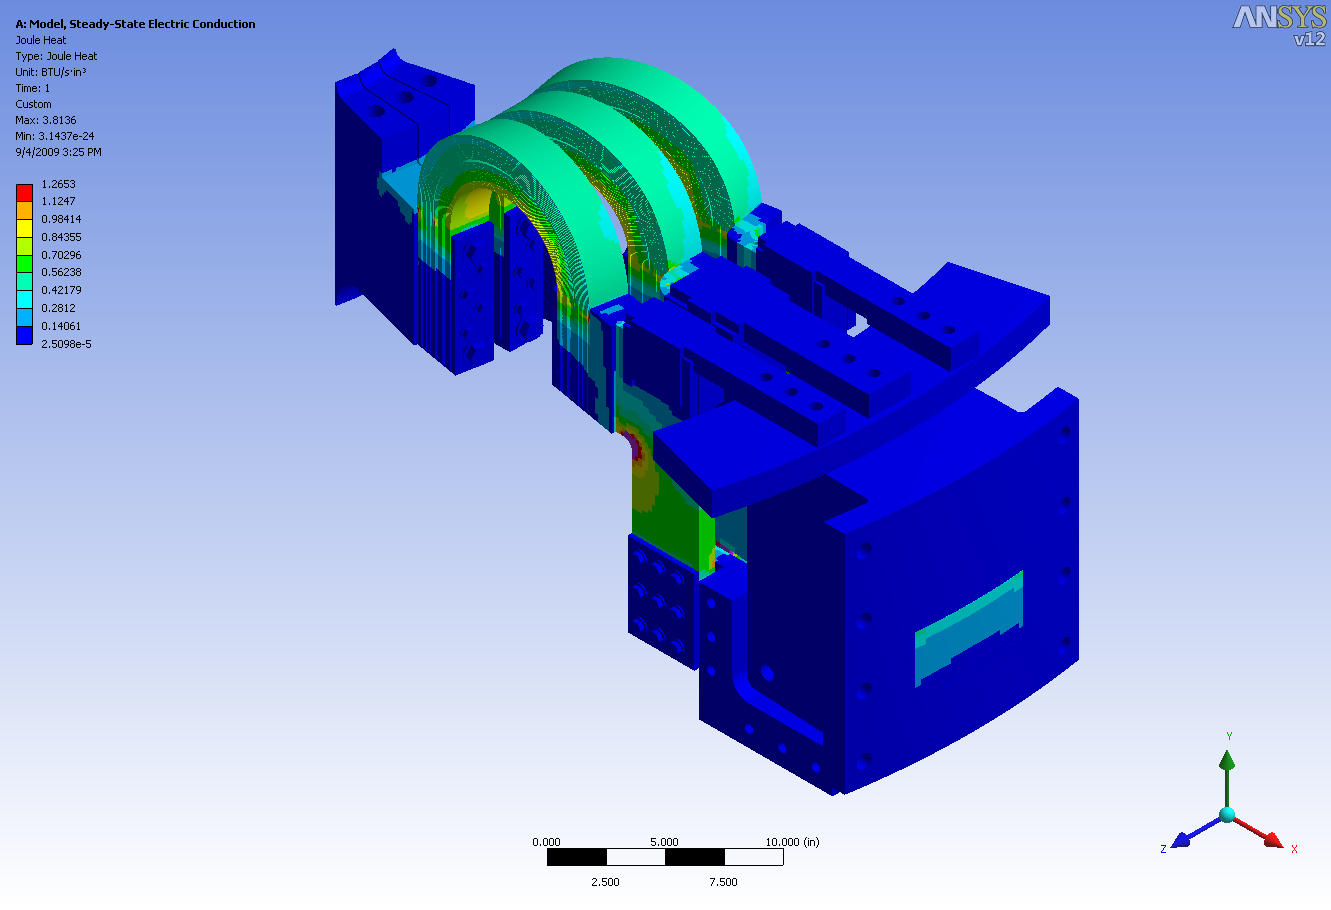 A: Model, Steady-State Electric Conduction
Joule Heat
Type: Joule Heat
Unit: BTU/s·in³
Time: 1
Custom
Max: 3.8136
Min: 3.1437e-24
9/4/2009 3:25 PM
1.2653
1.1247
0.98414
0.84355
0.70296
0.56238
0.42179
0.2812
0.14061
2.5098e-5
ANSYS
v12
0.000 5.000 10.000 (in)
2.500 7.500
Y
Z X